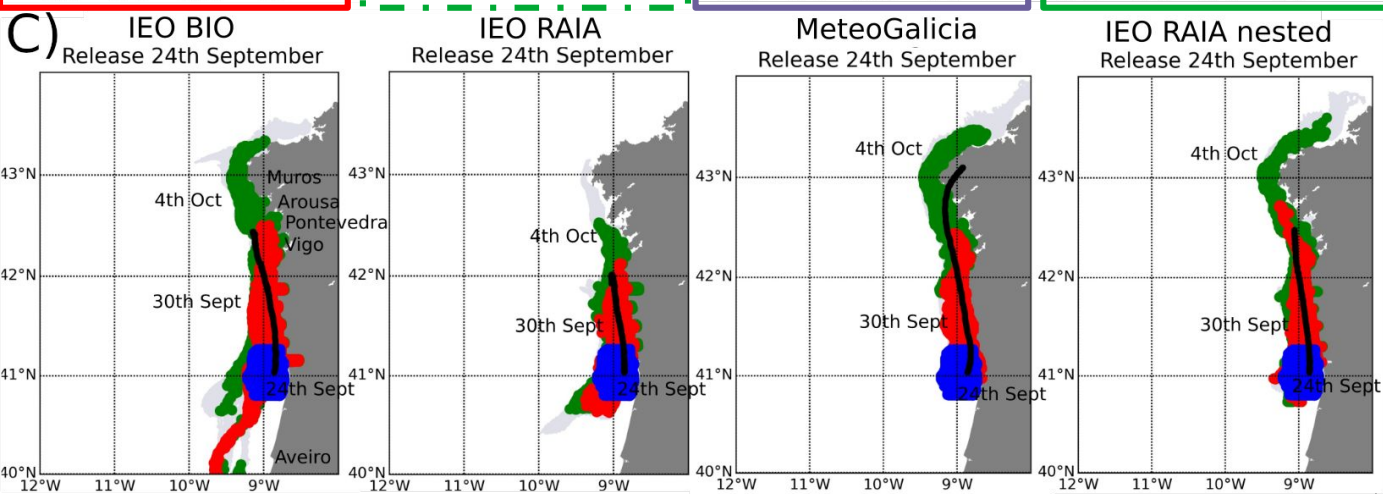 C)
IEO BIO
Release 24th September
43°N
42°N
41°N
40°N
12°W 11°W 10°W 9°W
4th Oct
Muros
Arousa
Pontevedra
Vigo
30th Sept
24th Sept
Aveiro
IEO RAIA
Release 24th September
43°N
42°N
41°N
40°N
12°W 11°W 10°W 9°W
4th Oct
30th Sept
24th Sept
MeteoGalicia
Release 24th September
43°N
42°N
41°N
40°N
12°W 11°W 10°W 9°W
4th Oct
30th Sept
24th Sept
IEO RAIA nested
Release 24th September
43°N
42°N
41°N
40°N
12°W 11°W 10°W 9°W
4th Oct
30th Sept
24th Sept